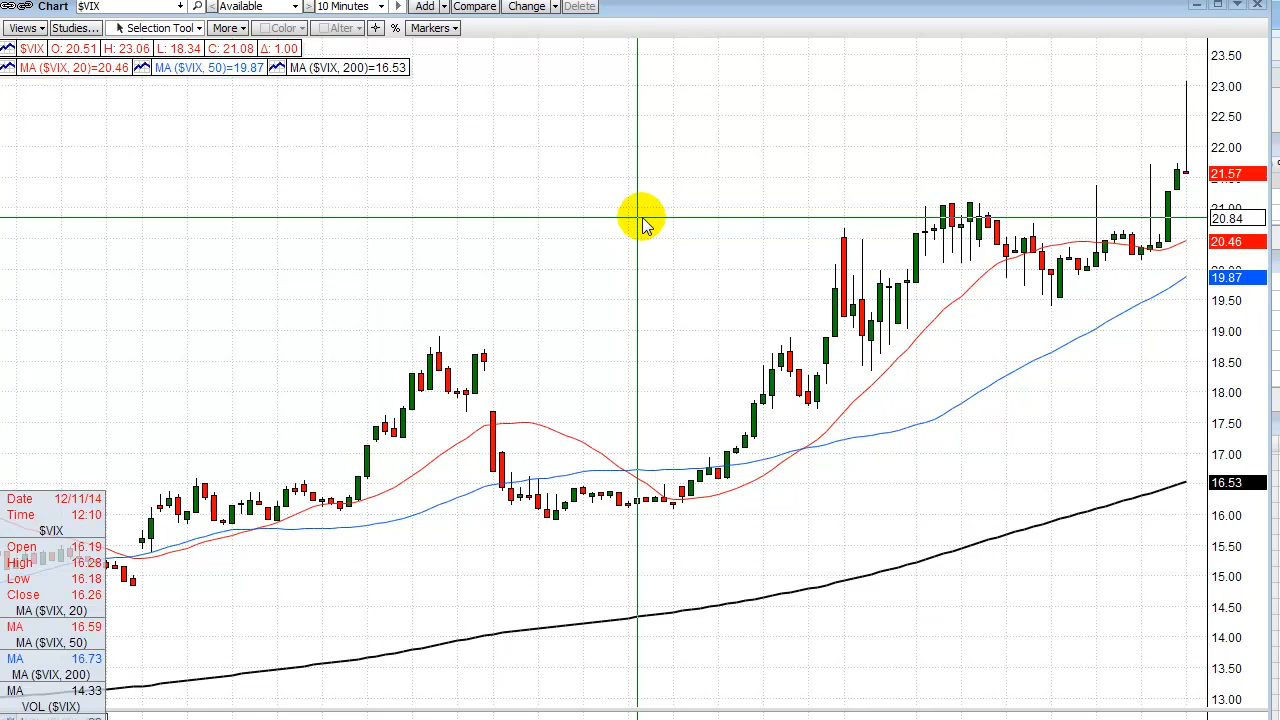 Chart $VIX Available 10 Minutes Add Compare Change Delete
Views Studies... Selection Tool More Color Alter % Markers
$VIX O: 20.51 H: 23.06 L: 18.34 C: 21.08 Δ: 1.00
MA ($VIX, 20)=20.46 MA ($VIX, 50)=19.87 MA ($VIX, 200)=16.53
23.50
23.00
22.50
22.00
21.57
21.00
20.84
20.46
20.00
19.87
19.50
19.00
18.50
18.00
17.50
17.00
16.53
16.00
15.50
15.00
14.50
14.00
13.50
13.00
Date 12/11/14
Time 12:10
$VIX
Open 16.19
High 16.28
Low 16.18
Close 16.26
MA ($VIX, 20)
MA 16.59
MA ($VIX, 50)
MA 16.73
MA ($VIX, 200)
MA 14.33
VOL ($VIX)